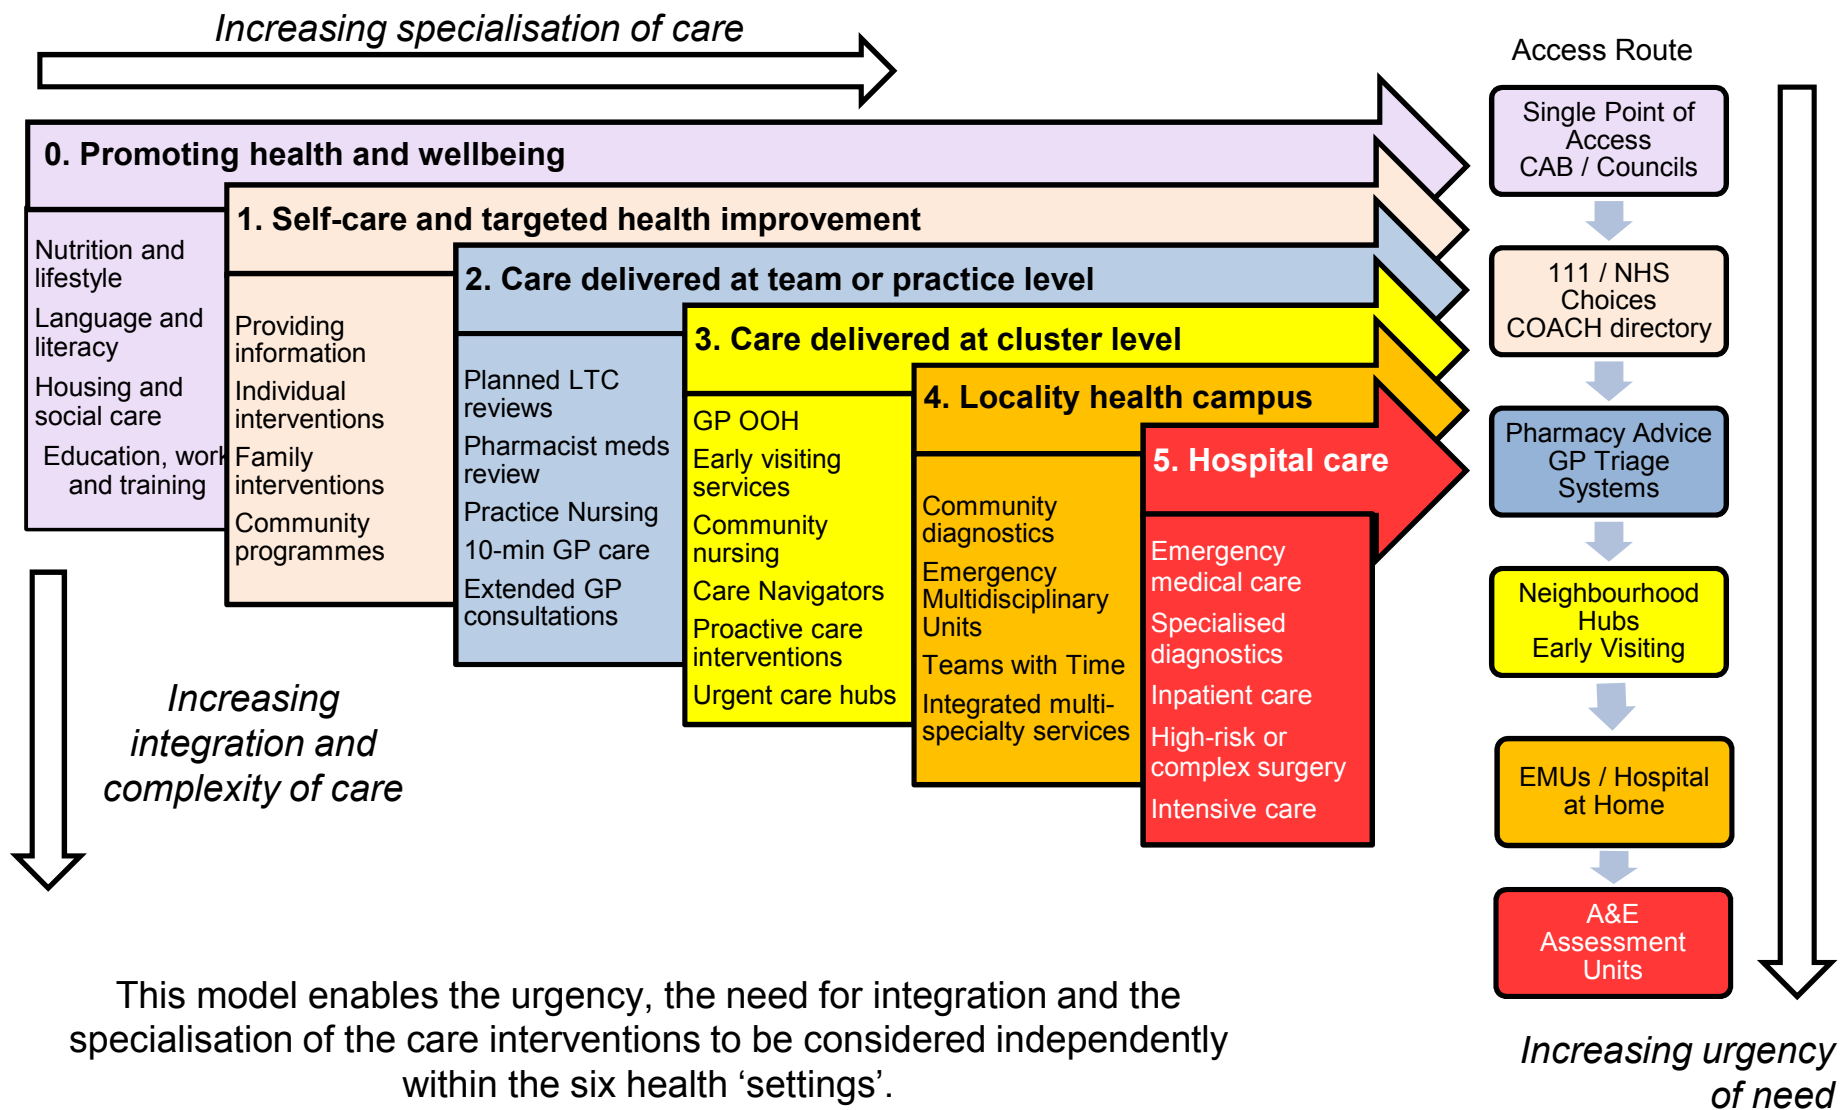 Increasing specialisation of care
Access Route
0. Promoting health and wellbeing
Nutrition and
lifestyle
Language and
literacy
Housing and
social care
Education, work
and training
1. Self-care and targeted health improvement
Providing
information
Individual
interventions
Family
interventions
Community
programmes
2. Care delivered at team or practice level
Planned LTC
reviews
Pharmacist meds
review
Practice Nursing
10-min GP care
Extended GP
consultations
3. Care delivered at cluster level
GP OOH
Early visiting
services
Community
nursing
Care Navigators
Proactive care
interventions
Urgent care hubs
4. Locality health campus
Community
diagnostics
Emergency
Multidisciplinary
Units
Teams with Time
Integrated multi-
specialty services
5. Hospital care
Emergency
medical care
Specialised
diagnostics
Inpatient care
High-risk or
complex surgery
Intensive care
Single Point of
Access
CAB / Councils
111 / NHS
Choices
COACH directory
Pharmacy Advice
GP Triage
Systems
Neighbourhood
Hubs
Early Visiting
EMUs / Hospital
at Home
A&E
Assessment
Units
Increasing
integration and
complexity of care
Increasing urgency
of need
This model enables the urgency, the need for integration and the
specialisation of the care interventions to be considered independently
within the six health ‘settings’.